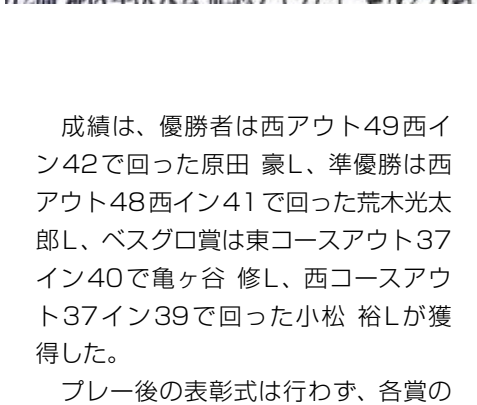 成績は、優勝者は西アウト49西イ
ン42で回った原田 豪L、準優勝は西
アウト48西イン41で回った荒木光太
郎L、ベスグロ賞は東コースアウト37
イン40で亀ヶ谷 修L、西コースアウ
ト37イン39で回った小松 裕Lが獲
得した。
　プレー後の表彰式は行わず、各賞の